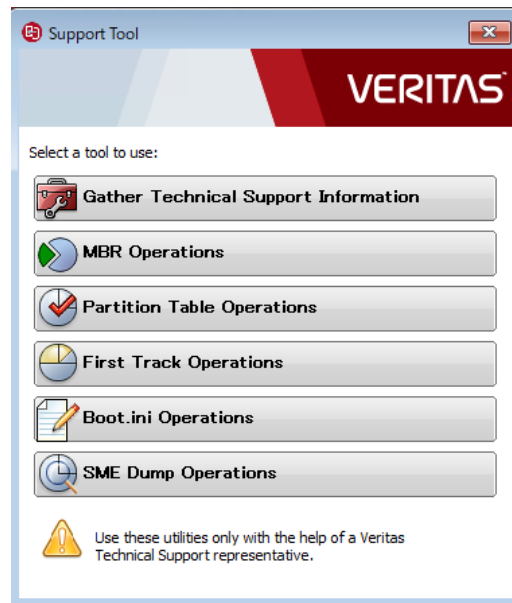 Support Tool
VERITAS
Select a tool to use:
Gather Technical Support Information
MBR Operations
Partition Table Operations
First Track Operations
Boot.ini Operations
SME Dump Operations
Use these utilities only with the help of a Veritas
Technical Support representative.